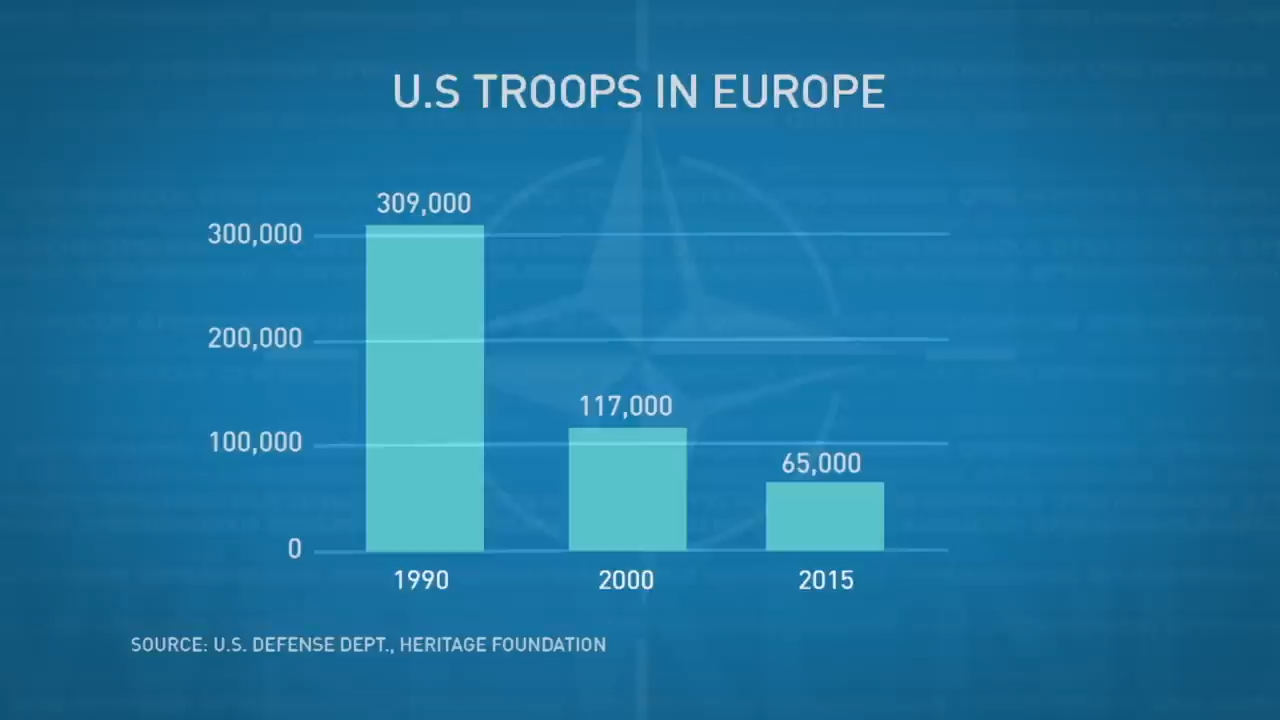 U.S TROOPS IN EUROPE
309,000
300,000
200,000
117,000
100,000
65,000
0
1990 2000 2015
SOURCE: U.S. DEFENSE DEPT., HERITAGE FOUNDATION